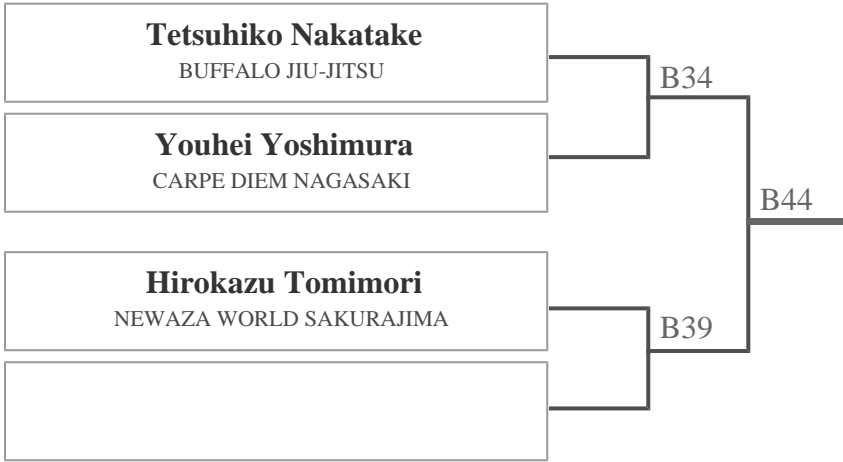 Tetsuhiko Nakatake
BUFFALO JIU-JITSU
B34
Youhei Yoshimura
CARPE DIEM NAGASAKI
B44
Hirokazu Tomimori
NEWAZA WORLD SAKURAJIMA
B39